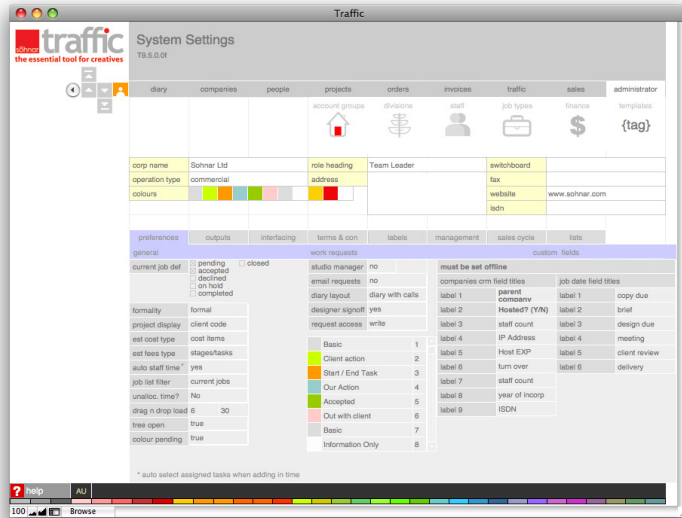 Traffic
söhnar traffic
the essential tool for creatives
System Settings
T9.5.0.0f
diary companies people projects orders invoices traffic sales administrator
account groups divisions staff job types finance templates
$ {tag}
corp name Sohnar Ltd role heading Team Leader switchboard
operation type commercial address fax
colours website www.sohnar.com
isdn
preferences outputs interfacing terms & con labels management sales cycle lists
general work requests custom fields
current job def pending closed studio manager no must be set offline
accepted
declined email requests no companies crm field titles job date field titles
on hold diary layout diary with calls label 1 parent company label 1 copy due
completed
formality formal designer signoff yes label 2 Hosted? (Y/N) label 2 brief
project display client code request access write label 3 staff count label 3 design due
est cost type cost items Basic 1 label 4 IP Address label 4 meeting
est fees type stages/tasks Client action 2 label 5 Host EXP label 5 client review
auto staff time* yes Start / End Task 3 label 6 turn over label 6 delivery
job list filter current jobs Our Action 4 label 7 staff count
unalloc. time? No Accepted 5 label 8 year of incorp
drag n drop load 6 30 Out with client 6 label 9 ISDN
tree open true Basic 7
colour pending true Information Only 8
* auto select assigned tasks when adding in time
? help AU
100 Browse